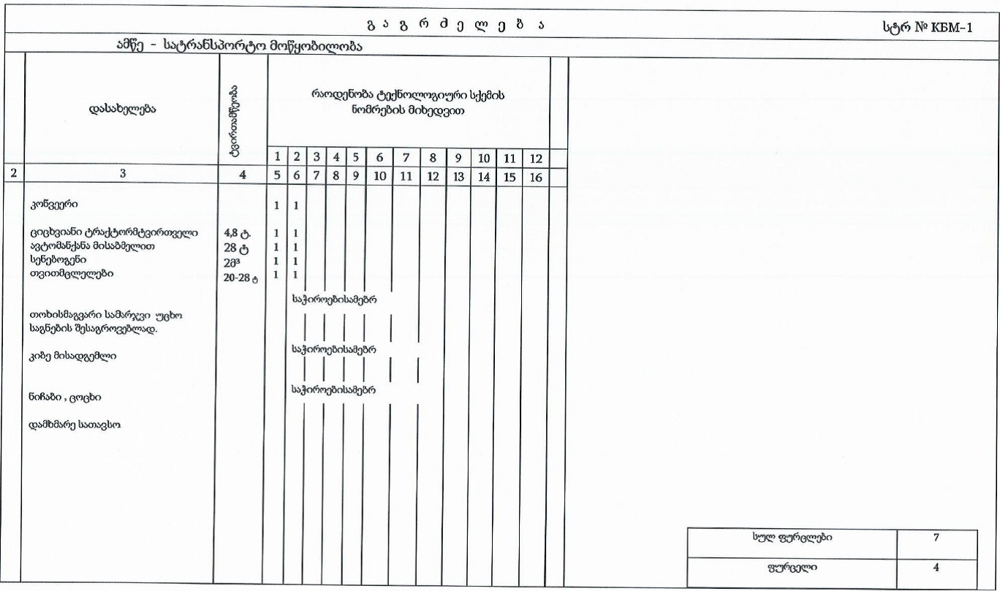 გ ა გ რ ძ ე ლ ე ბ ა
სტრ № КБМ-1
ამწე - სატრანსპორტო მოწყობილობა
დასახელება
ტვირთამწეობა
რაოდენობა ტექნოლოგიური სქემის
ნომრების მიხედვით
1 2 3 4 5 6 7 8 9 10 11 12
2 3 4 5 6 7 8 9 10 11 12 13 14 15 16
კონვეერი 1 1
ციცხვიანი ტრაქტორმტვირთველი 4,8 ტ. 1 1
ავტომანქანა მისაბმელით 28 ტ 1 1
სენებოგენი 2მ³ 1 1
თვითმცლელები 20-28 ტ 1 1
საჭიროებისამებრ
თოხისმაგვარი სამარჯვი უცხო
საგნების შესაგროვებლად.
საჭიროებისამებრ
კიბე მისადგემლი
საჭიროებისამებრ
ნიჩაბი , ცოცხი
დამხმარე სათავსო
სულ ფურცლები 7
ფურცელი 4